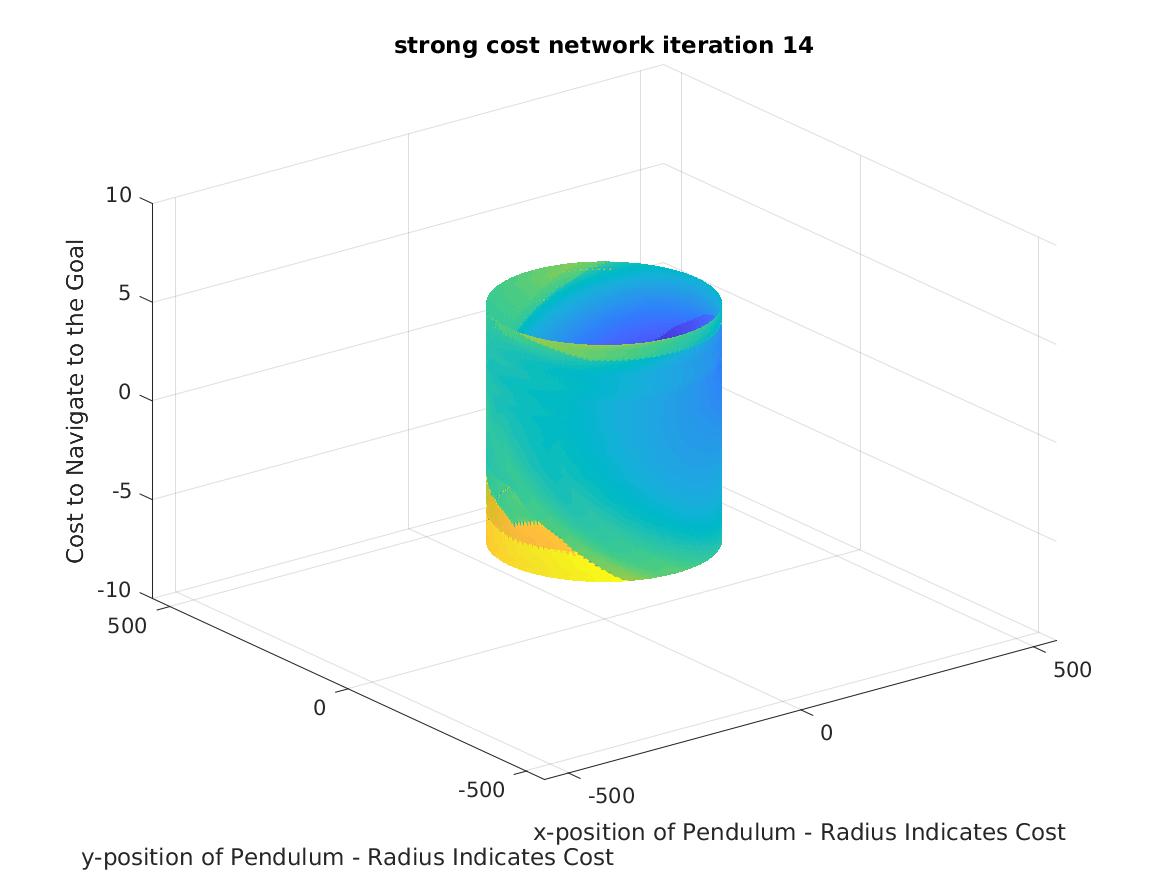 strong cost network iteration 14
10
5
0
-5
-10
Cost to Navigate to the Goal
500
0
-500
-500
0
500
x-position of Pendulum - Radius Indicates Cost
y-position of Pendulum - Radius Indicates Cost